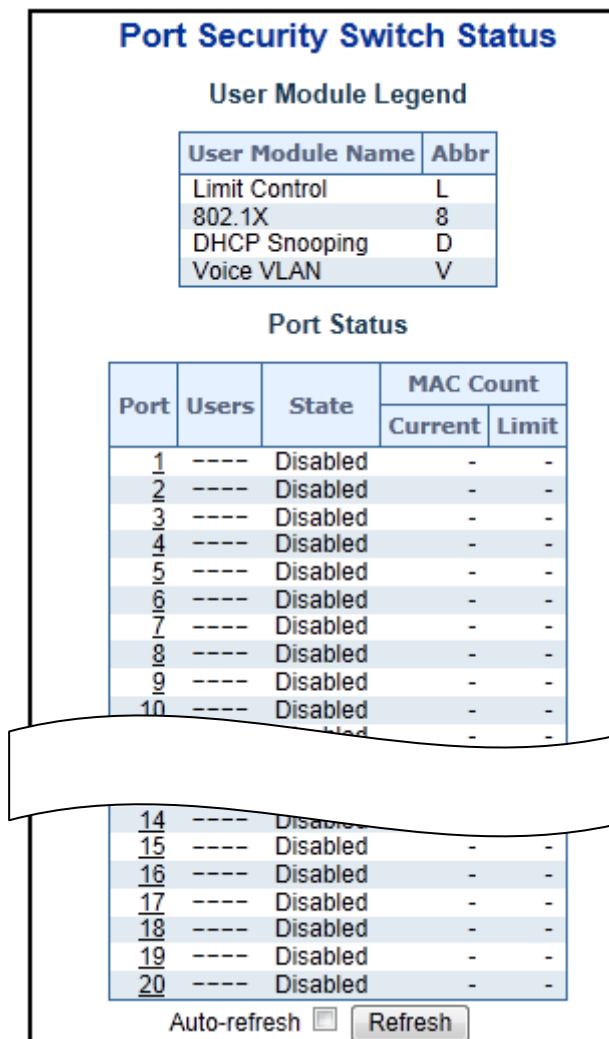 Port Security Switch Status
User Module Legend
User Module Name Abbr
Limit Control L
802.1X 8
DHCP Snooping D
Voice VLAN V
Port Status
Port Users State MAC Count
Current Limit
1 ---- Disabled - -
2 ---- Disabled - -
3 ---- Disabled - -
4 ---- Disabled - -
5 ---- Disabled - -
6 ---- Disabled - -
7 ---- Disabled - -
8 ---- Disabled - -
9 ---- Disabled - -
10 ---- Disabled - -
- -
14 ---- Disabled
15 ---- Disabled - -
16 ---- Disabled - -
17 ---- Disabled - -
18 ---- Disabled - -
19 ---- Disabled - -
20 ---- Disabled - -
Auto-refresh Refresh